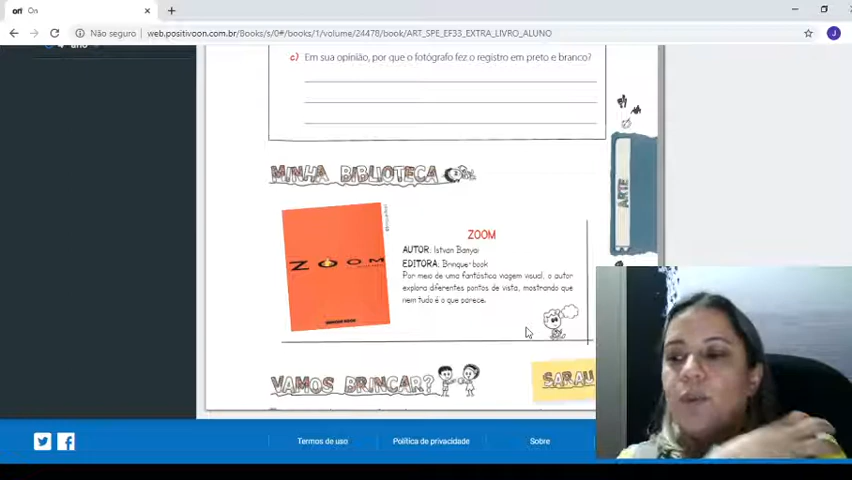 On
Não seguro | web.positivoon.com.br/Books/s/0#/books/1/volume/24478/book/ART_SPE_EF33_EXTRA_LIVRO_ALUNO
J
4º ano
c) Em sua opinião, por que o fotógrafo fez o registro em preto e branco?
MINHA BIBLIOTECA
ARTE
ZOOM
ZOOM
AUTOR: Istvan Banyai
EDITORA: Brinque-book
Por meio de uma fantástica viagem visual, o autor
explora diferentes pontos de vista, mostrando que
nem tudo é o que parece.
VAMOS BRINCAR?
SARAU
Termos de uso
Política de privacidade
Sobre